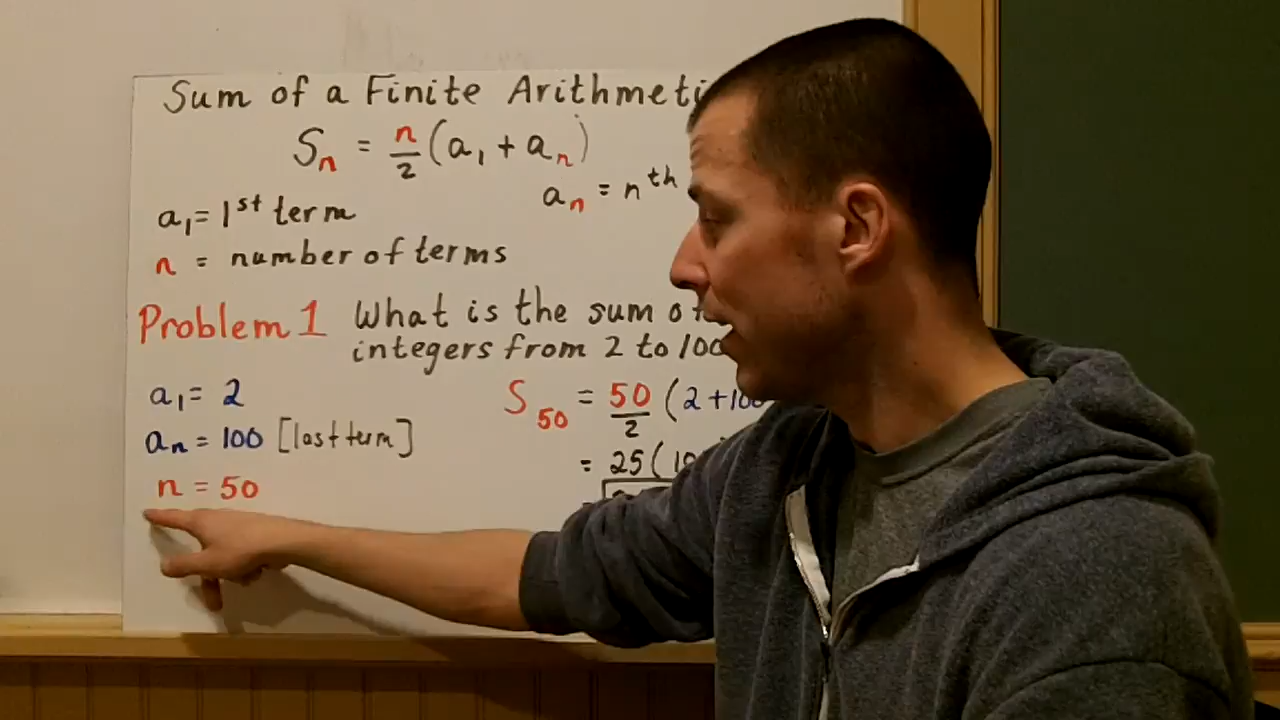 Sum of a Finite Arithmeti
Sn = n/2 (a₁ + an)
an = nth
a₁ = 1st term
n = number of terms
Problem 1 What is the sum of
integers from 2 to 100
a₁ = 2
S50 = 50/2 (2+100
an = 100 [last term]
= 25(10
n = 50